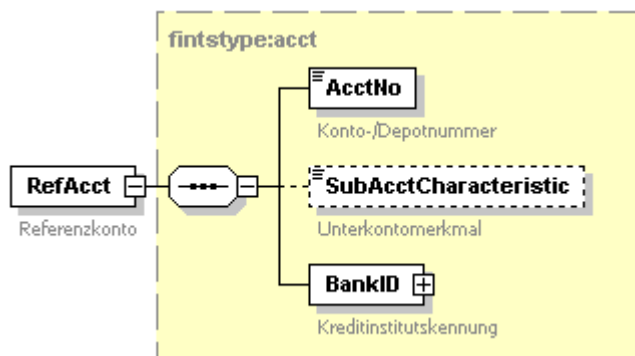 fintstype:acct
AcctNo
Konto-/Depotnummer
RefAcct
Referenzkonto
SubAcctCharacteristic
Unterkontomerkmal
BankID
Kreditinstitutskennung